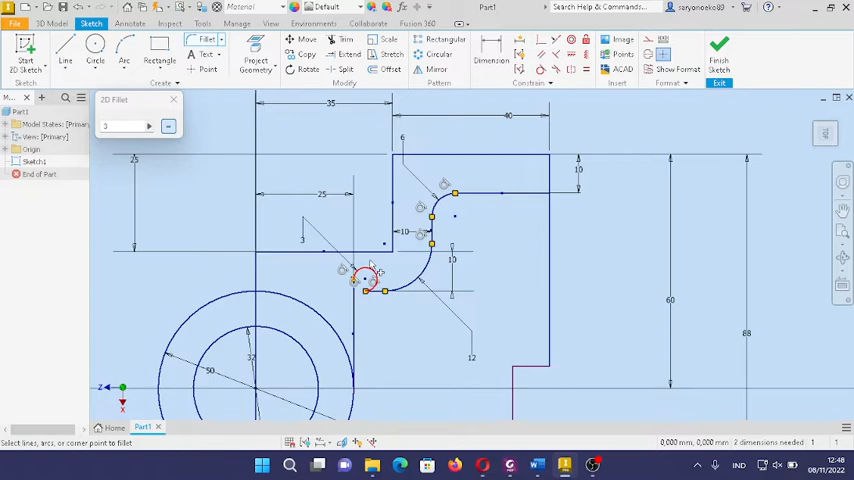 Material
Default
Part1
Search Help & Commands...
saryonoeko9
File
3D Model
Sketch
Annotate
Inspect
Tools
Manage
View
Environments
Collaborate
Fusion 360
Start
2D Sketch
Line
Circle
Arc
Rectangle
Fillet
Text
Point
Project
Geometry
Move
Copy
Rotate
Trim
Extend
Split
Scale
Stretch
Offset
Rectangular
Circular
Mirror
Dimension
Image
Points
ACAD
Show Format
Finish
Sketch
Create
Modify
Pattern
Constrain
Insert
Format
Exit
M...
Part1
Model States: [Primary]
View: [Primary]
Origin
Sketch1
End of Part
2D Fillet
3
=
TOP
35
40
25
6
10
25
10
3
10
60
88
12
32
50
Z
X
Home
Part1
Select lines, arcs, or corner point to fillet
0,000 mm, 0,000 mm
2 dimensions needed
1
1
IND
12:48
08/11/2022